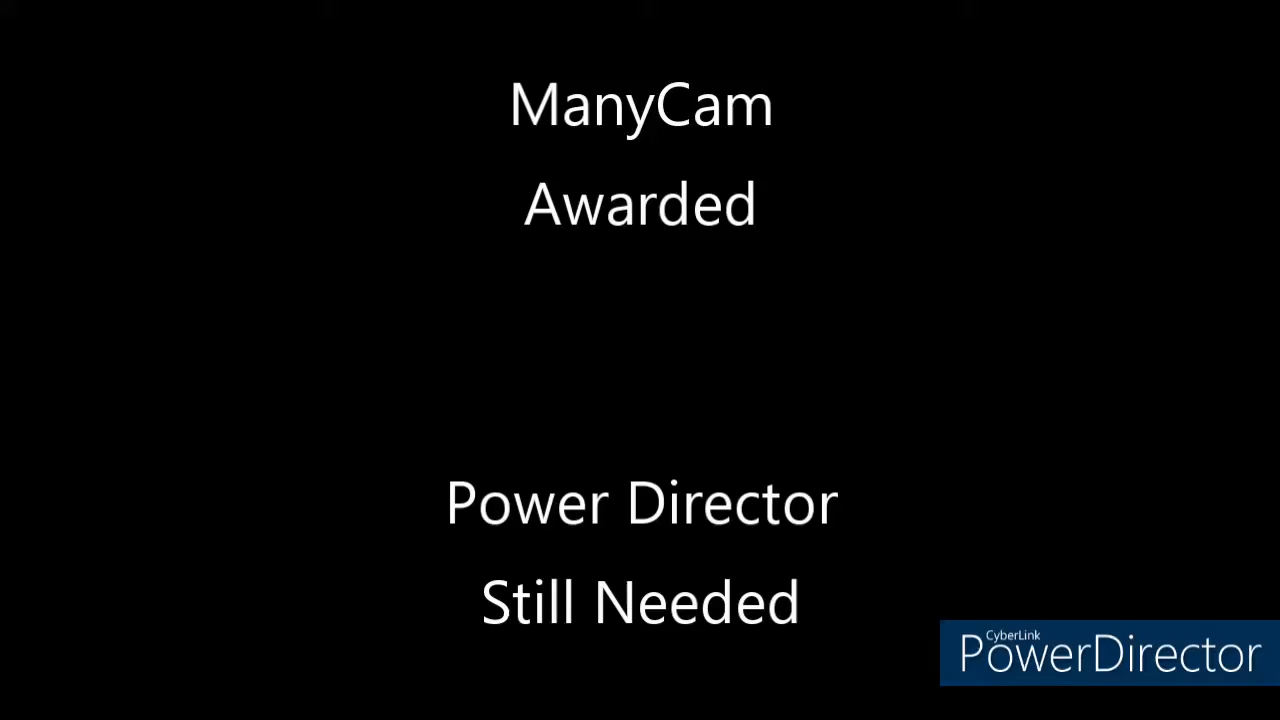 ManyCam
Awarded
Power Director
Still Needed
CyberLink
PowerDirector